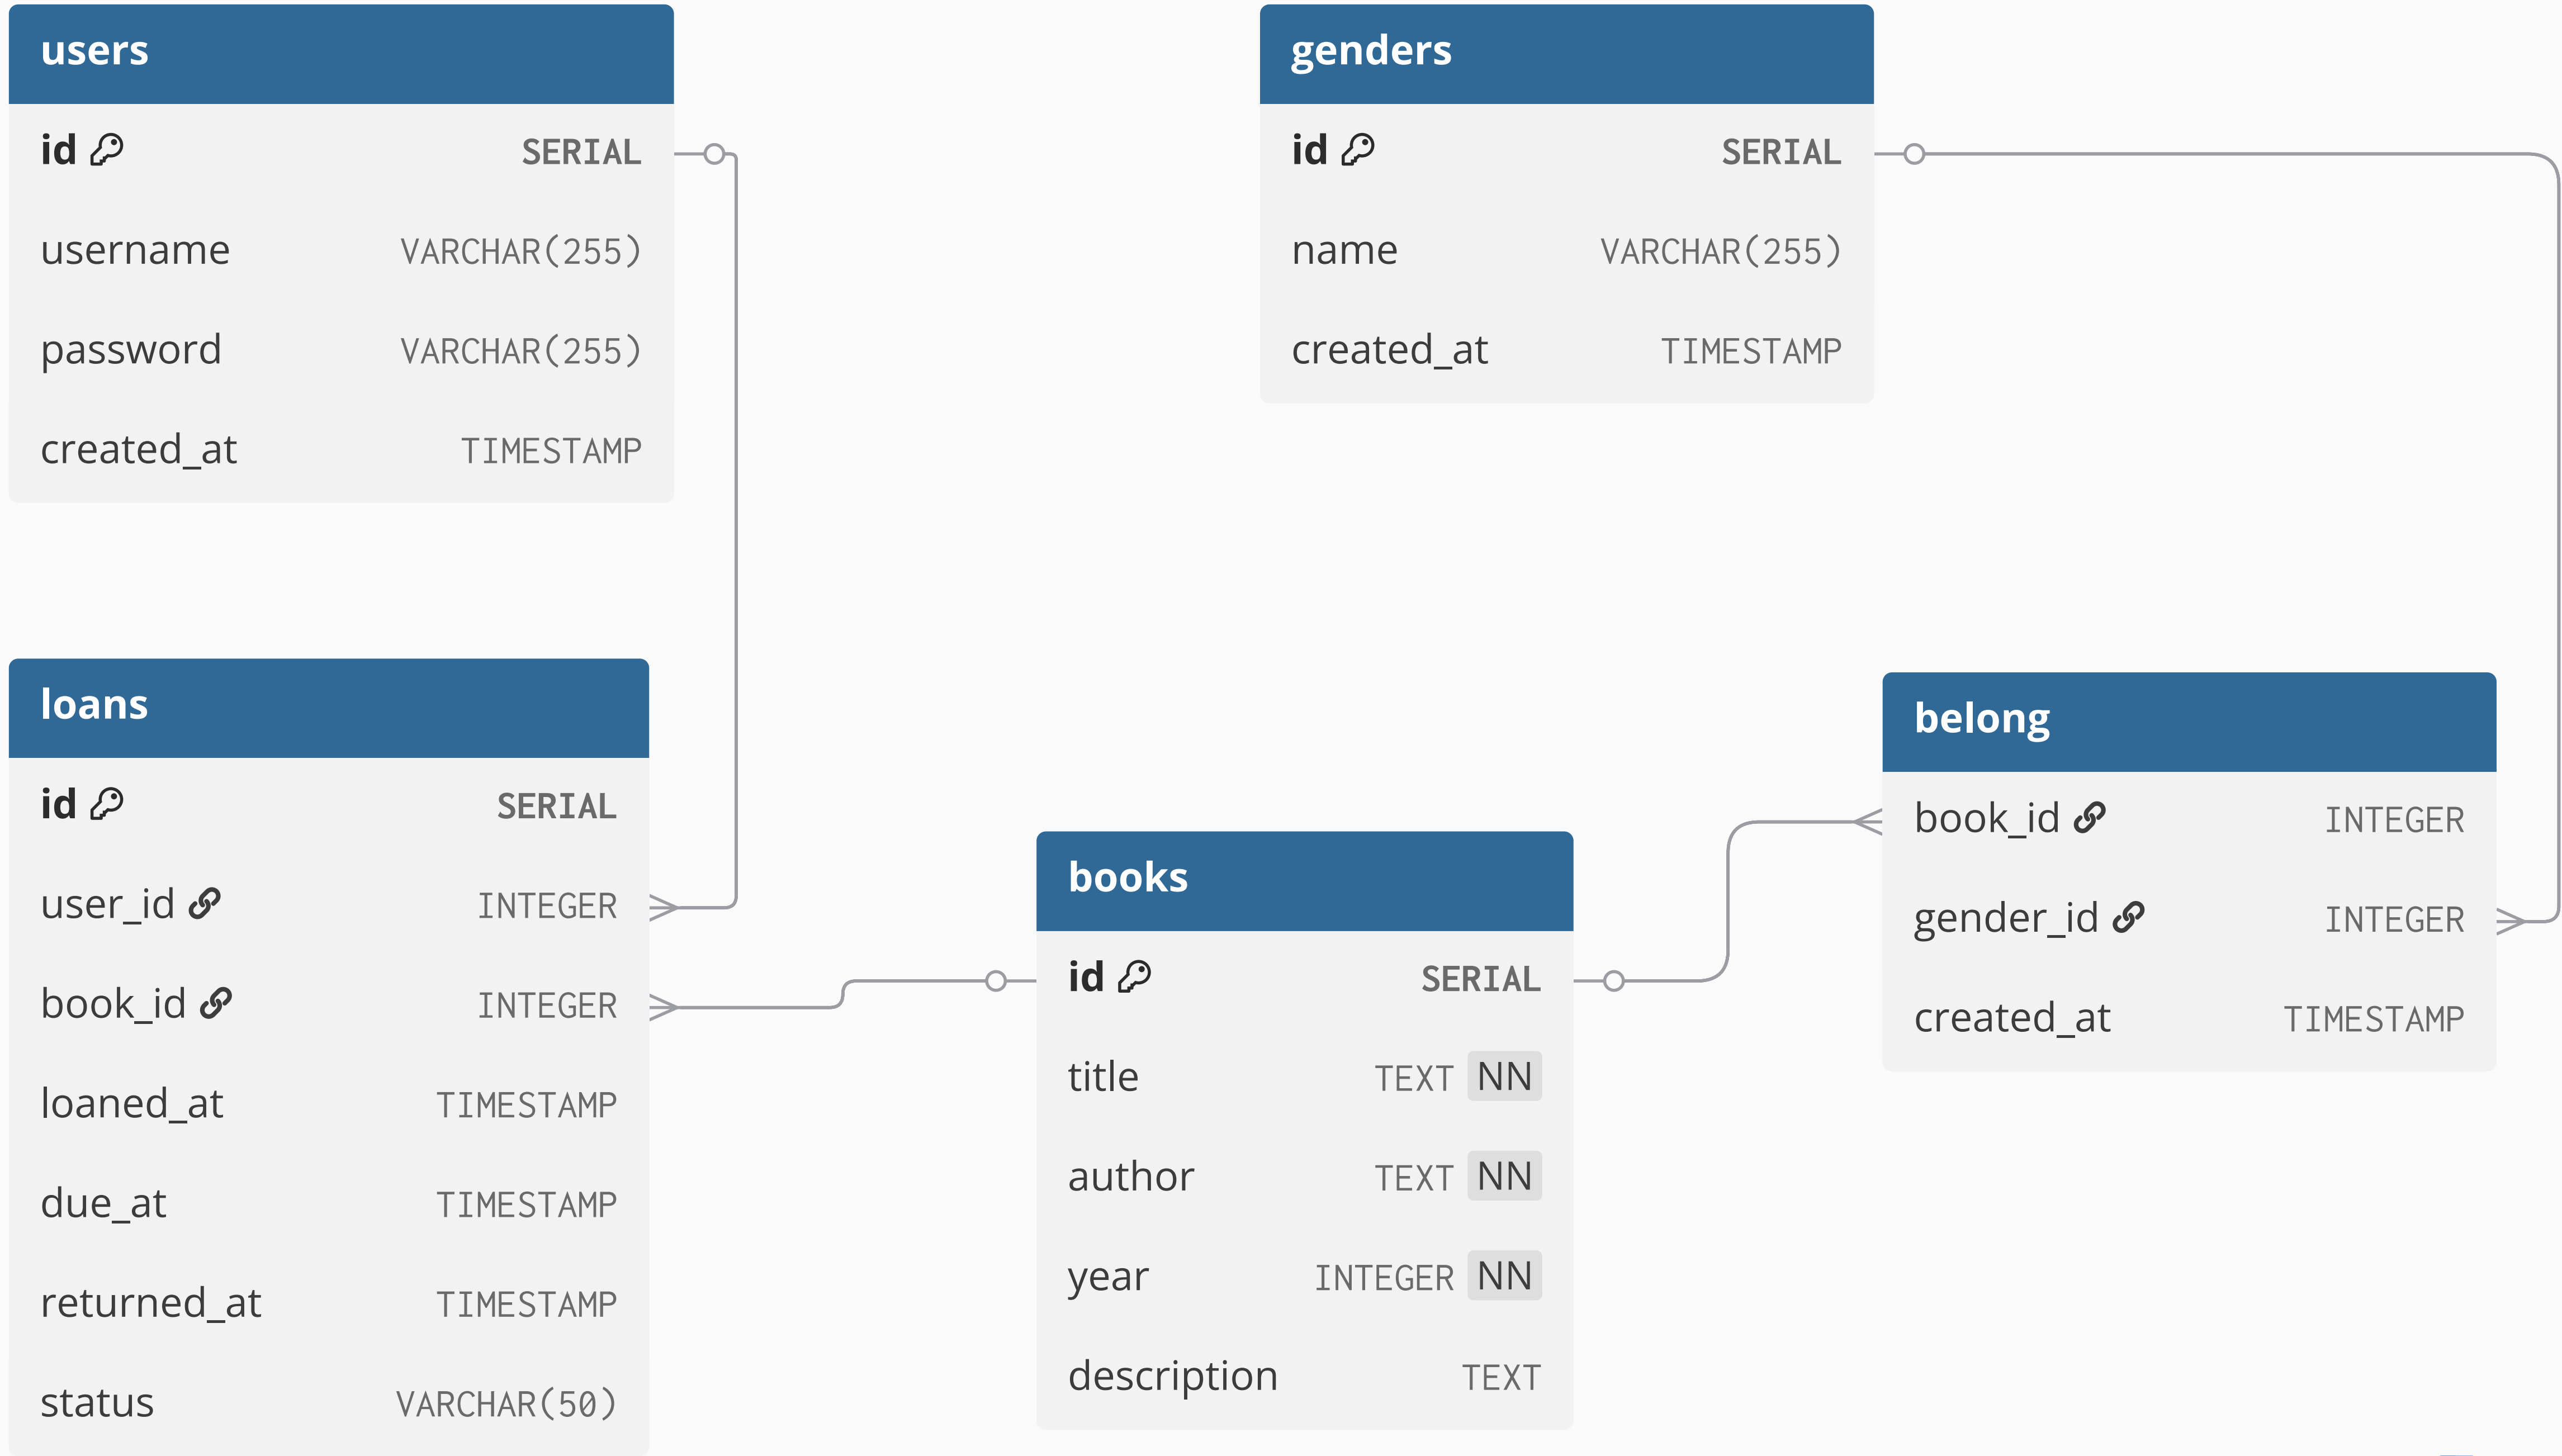 users
id SERIAL
username VARCHAR(255)
password VARCHAR(255)
created_at TIMESTAMP
genders
id SERIAL
name VARCHAR(255)
created_at TIMESTAMP
loans
id SERIAL
user_id INTEGER
book_id INTEGER
loaned_at TIMESTAMP
due_at TIMESTAMP
returned_at TIMESTAMP
status VARCHAR(50)
books
id SERIAL
title TEXT NN
author TEXT NN
year INTEGER NN
description TEXT
belong
book_id INTEGER
gender_id INTEGER
created_at TIMESTAMP